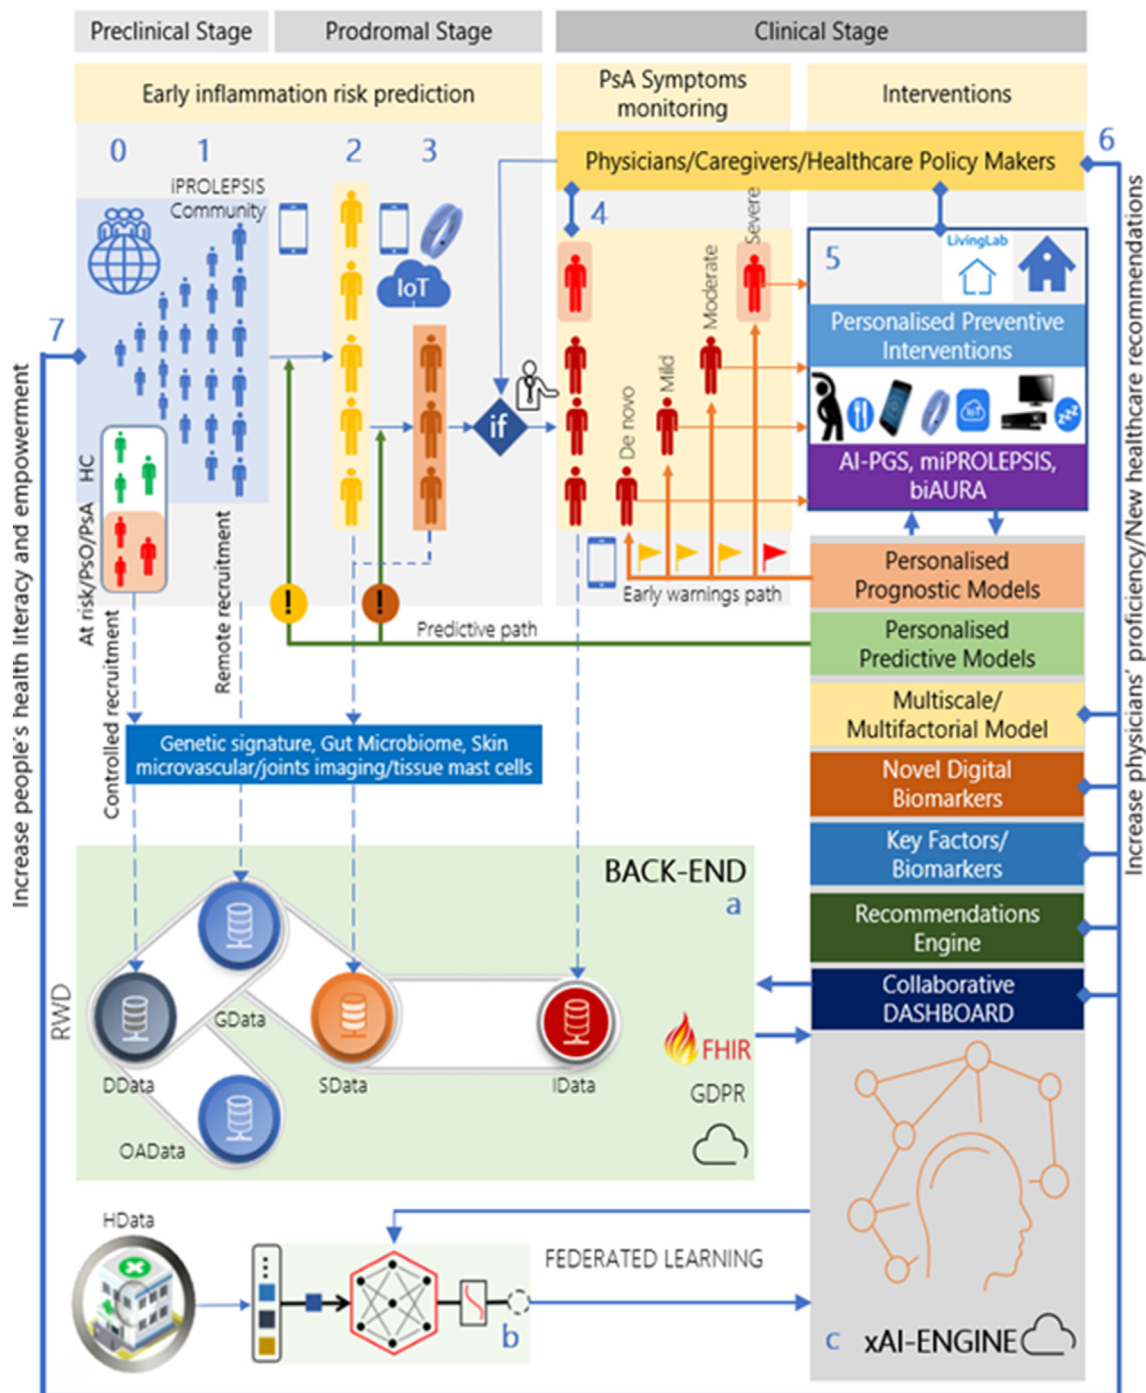 Preclinical Stage
Prodromal Stage
Clinical Stage
Early inflammation risk prediction
PsA Symptoms
monitoring
Interventions
0
1
2
3
6
iPROLEPSIS
Community
Physicians/Caregivers/Healthcare Policy Makers
4
5
LivingLab
IoT
7
Severe
Moderate
Mild
De novo
Personalised Preventive
Interventions
IoT
zzz
if
AI-PGS, miPROLEPSIS,
biAURA
HC
At risk/PsO/PsA
Controlled recruitment
Remote recruitment
!
!
Predictive path
Early warnings path
Personalised
Prognostic Models
Personalised
Predictive Models
Multiscale/
Multifactorial Model
Novel Digital
Biomarkers
Key Factors/
Biomarkers
Recommendations
Engine
Collaborative
DASHBOARD
Genetic signature, Gut Microbiome, Skin
microvascular/joints imaging/tissue mast cells
BACK-END
a
RWD
GData
DData
SData
IData
OAData
FHIR
GDPR
HData
FEDERATED LEARNING
b
c
xAI-ENGINE
Increase people's health literacy and empowerment
Increase physicians' proficiency/New healthcare recommendations